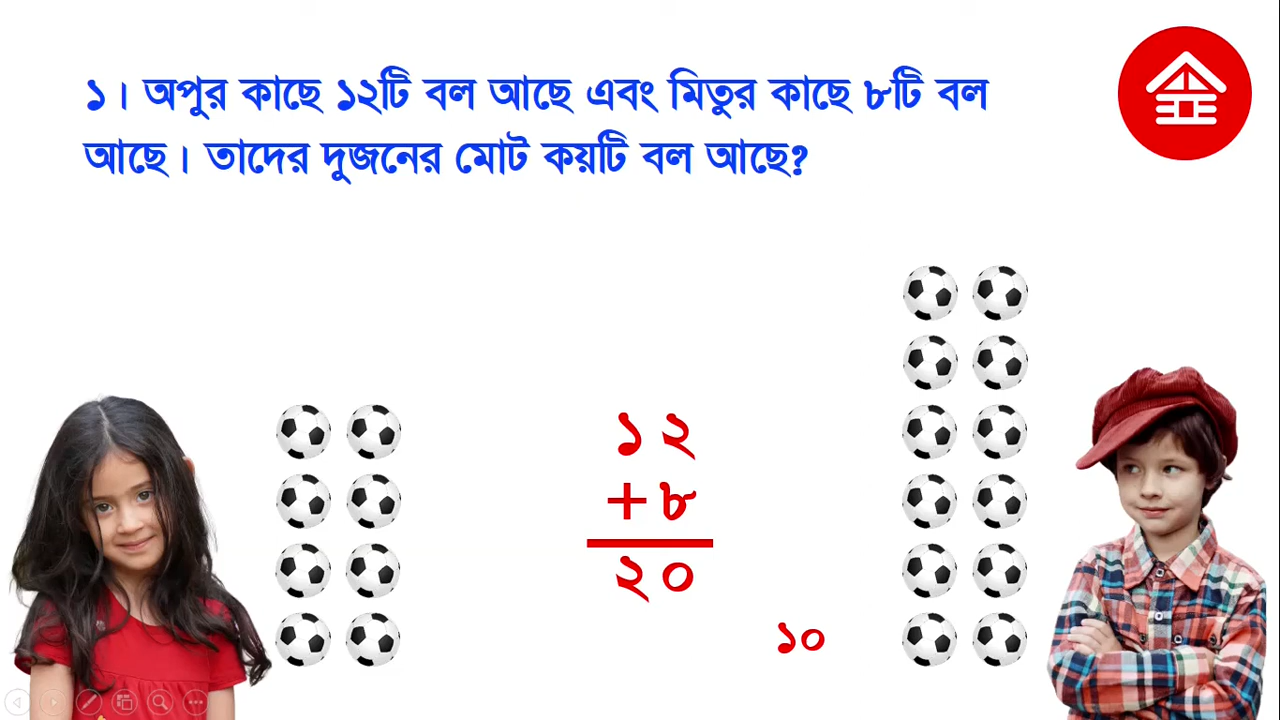 ১। অপুর কাছে ১২টি বল আছে এবং মিতুর কাছে ৮টি বল
আছে। তাদের দুজনের মোট কয়টি বল আছে?
১২
+৮
২০
১০